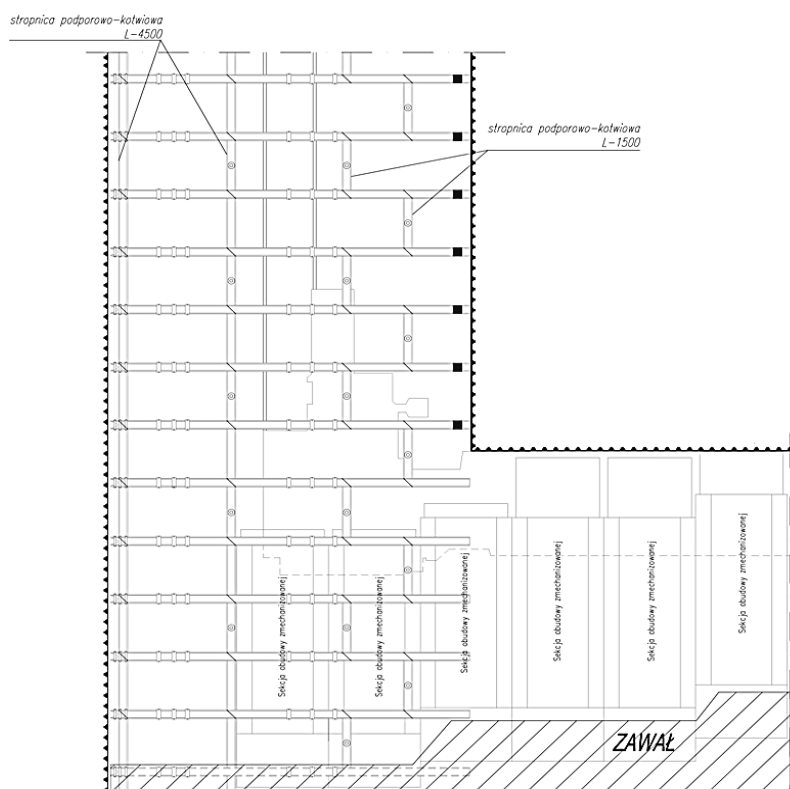 stropnica podporowo-kotwiowa
L-4500
stropnica podporowo-kotwiowa
L-1500
Sekcja obudowy zmechanizowanej
Sekcja obudowy zmechanizowanej
Sekcja obudowy zmechanizowanej
Sekcja obudowy zmechanizowanej
Sekcja obudowy zmechanizowanej
Sekcja obudowy zmechanizowanej
ZAWAŁ